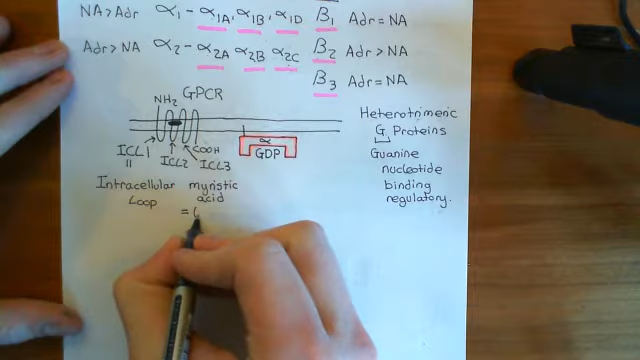 NA > Adr α1 - α1A, α1B, α1D β1 Adr = NA
Adr > NA α2 - α2A α2B α2C β2 Adr > NA
β3 Adr = NA
NH2 GPCR
Heterotrimeric
G Proteins
α
GDP
COOH
ICL1 ICL2 ICL3
Guanine
nucleotide
binding
regulatory.
Intracellular
Loop
myristic
acid
=